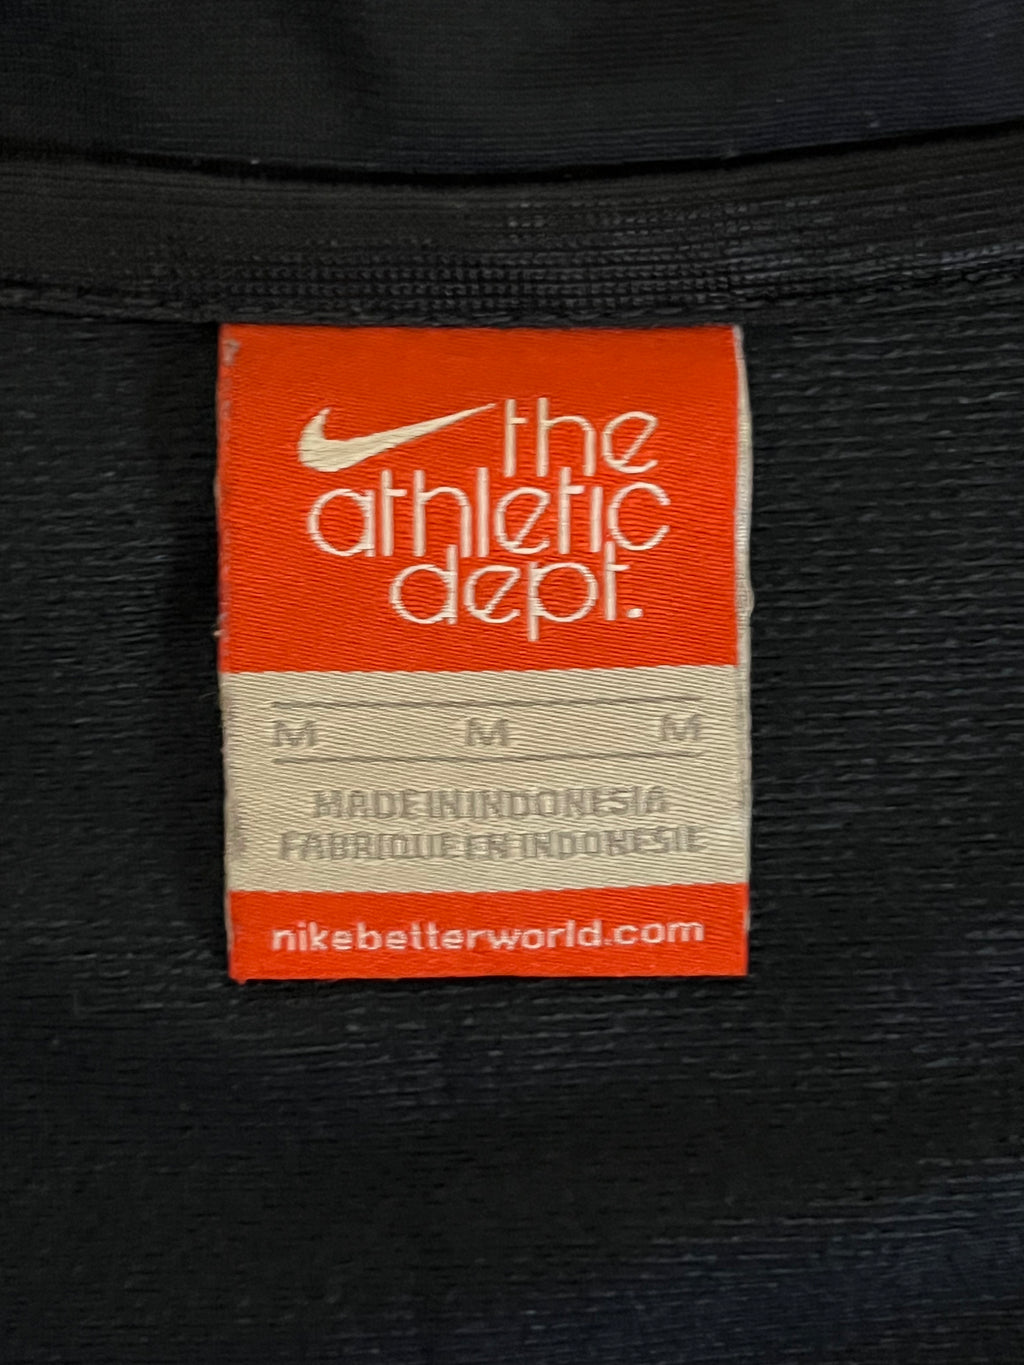 the
athletic
dept.
M M M
MADE IN INDONESIA
FABRIQUE EN INDONESIE
nikebetterworld.com